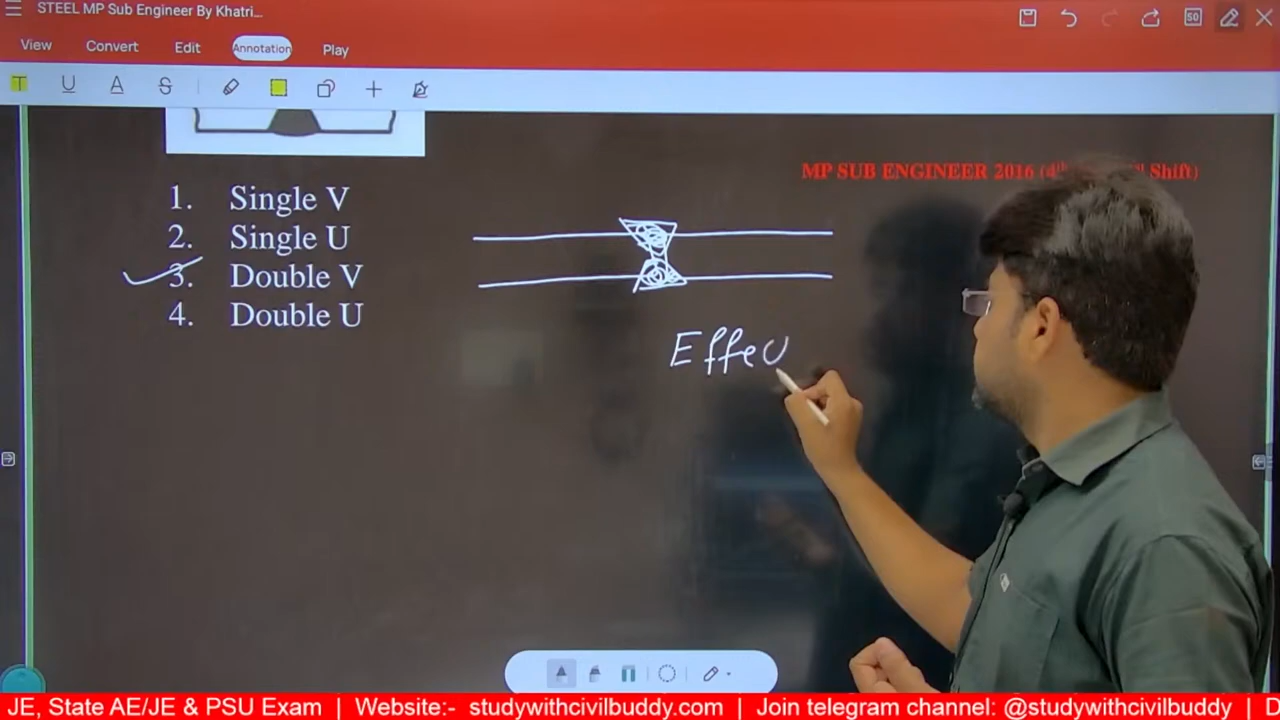 STEEL MP Sub Engineer By Khatri...
View Convert Edit Annotation Play
T U A S
50
MP SUB ENGINEER 2016 (4th Shift)
1. Single V
2. Single U
3. Double V
4. Double U
Effec
JE, State AE/JE & PSU Exam | Website:- studywithcivilbuddy.com | Join telegram channel: @studywithcivilbuddy | D